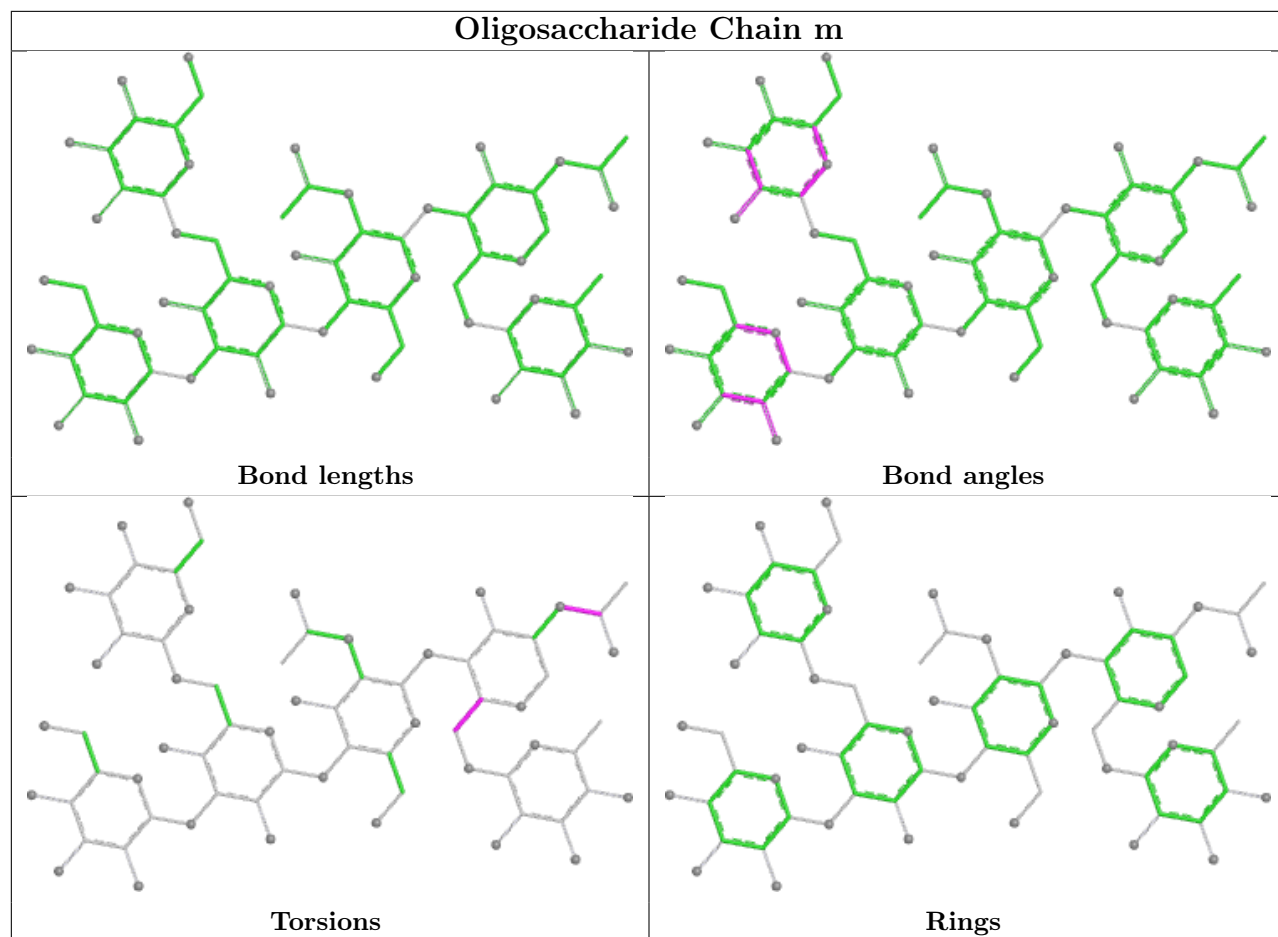 Oligosaccharide Chain m
Bond lengths
Bond angles
Torsions
Rings